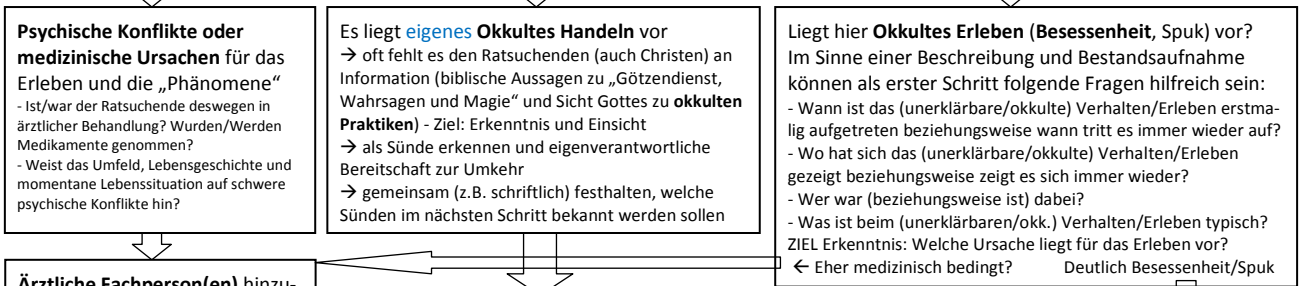 Psychische Konflikte oder
medizinische Ursachen für das
Erleben und die „Phänomene“
- Ist/war der Ratsuchende deswegen in
ärztlicher Behandlung? Wurden/Werden
Medikamente genommen?
- Weist das Umfeld, Lebensgeschichte und
momentane Lebenssituation auf schwere
psychische Konflikte hin?
Ärztliche Fachperson(en) hinzu-
Es liegt eigenes Okkultes Handeln vor
→ oft fehlt es den Ratsuchenden (auch Christen) an
Information (biblische Aussagen zu „Götzendienst,
Wahrsagen und Magie“ und Sicht Gottes zu okkulten
Praktiken) - Ziel: Erkenntnis und Einsicht
→ als Sünde erkennen und eigenverantwortliche
Bereitschaft zur Umkehr
→ gemeinsam (z.B. schriftlich) festhalten, welche
Sünden im nächsten Schritt bekannt werden sollen
Liegt hier Okkultes Erleben (Besessenheit, Spuk) vor?
Im Sinne einer Beschreibung und Bestandsaufnahme
können als erster Schritt folgende Fragen hilfreich sein:
- Wann ist das (unerklärbare/okkulte) Verhalten/Erleben erstma-
lig aufgetreten beziehungsweise wann tritt es immer wieder auf?
- Wo hat sich das (unerklärbare/okkulte) Verhalten/Erleben
gezeigt beziehungsweise zeigt es sich immer wieder?
- Wer war (beziehungsweise ist) dabei?
- Was ist beim (unerklärbaren/okk.) Verhalten/Erleben typisch?
ZIEL Erkenntnis: Welche Ursache liegt für das Erleben vor?
← Eher medizinisch bedingt? Deutlich Besessenheit/Spuk